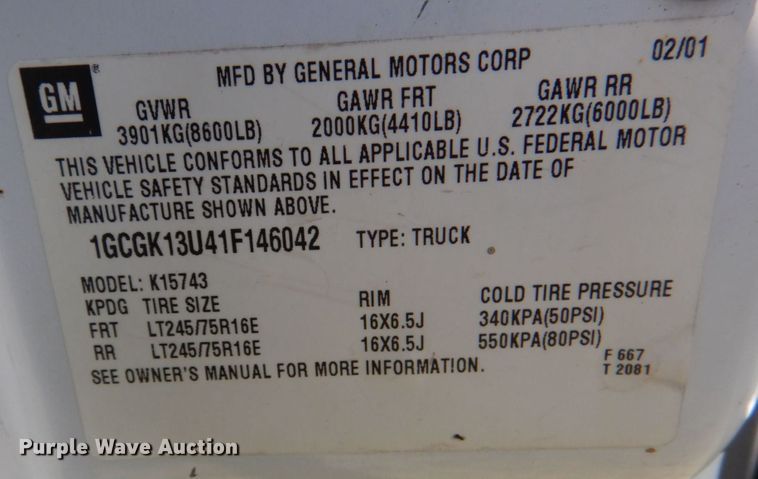 GM ®
MFD BY GENERAL MOTORS CORP 02/01
GVWR GAWR FRT GAWR RR
3901KG(8600LB) 2000KG(4410LB) 2722KG(6000LB)
THIS VEHICLE CONFORMS TO ALL APPLICABLE U.S. FEDERAL MOTOR
VEHICLE SAFETY STANDARDS IN EFFECT ON THE DATE OF
MANUFACTURE SHOWN ABOVE.
1GCGK13U41F146042 TYPE: TRUCK
MODEL: K15743
KPDG TIRE SIZE RIM COLD TIRE PRESSURE
FRT LT245/75R16E 16X6.5J 340KPA(50PSI)
RR LT245/75R16E 16X6.5J 550KPA(80PSI)
SEE OWNER'S MANUAL FOR MORE INFORMATION.
F 667
T 2081
Purple Wave Auction